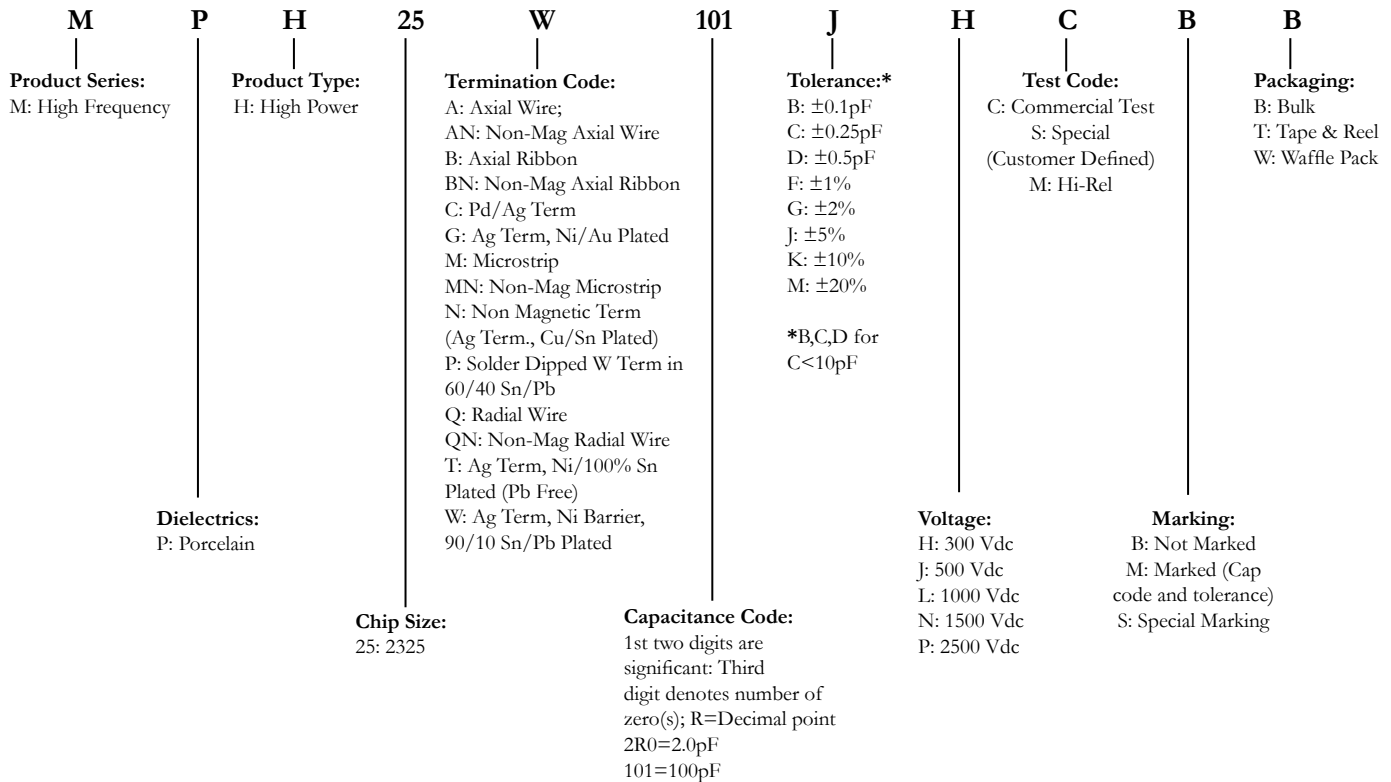 M P H 25 W 101 J H C B B
Product Series:
M: High Frequency
Product Type:
H: High Power
Termination Code:
A: Axial Wire;
AN: Non-Mag Axial Wire
B: Axial Ribbon
BN: Non-Mag Axial Ribbon
C: Pd/Ag Term
G: Ag Term, Ni/Au Plated
M: Microstrip
MN: Non-Mag Microstrip
N: Non Magnetic Term
(Ag Term., Cu/Sn Plated)
P: Solder Dipped W Term in
60/40 Sn/Pb
Q: Radial Wire
QN: Non-Mag Radial Wire
T: Ag Term, Ni/100% Sn
Plated (Pb Free)
W: Ag Term, Ni Barrier,
90/10 Sn/Pb Plated
Tolerance:*
B: ±0.1pF
C: ±0.25pF
D: ±0.5pF
F: ±1%
G: ±2%
J: ±5%
K: ±10%
M: ±20%
*B,C,D for
C<10pF
Test Code:
C: Commercial Test
S: Special
(Customer Defined)
M: Hi-Rel
Packaging:
B: Bulk
T: Tape & Reel
W: Waffle Pack
Dielectrics:
P: Porcelain
Chip Size:
25: 2325
Capacitance Code:
1st two digits are
significant: Third
digit denotes number of
zero(s); R=Decimal point
2R0=2.0pF
101=100pF
Voltage:
H: 300 Vdc
J: 500 Vdc
L: 1000 Vdc
N: 1500 Vdc
P: 2500 Vdc
Marking:
B: Not Marked
M: Marked (Cap
code and tolerance)
S: Special Marking